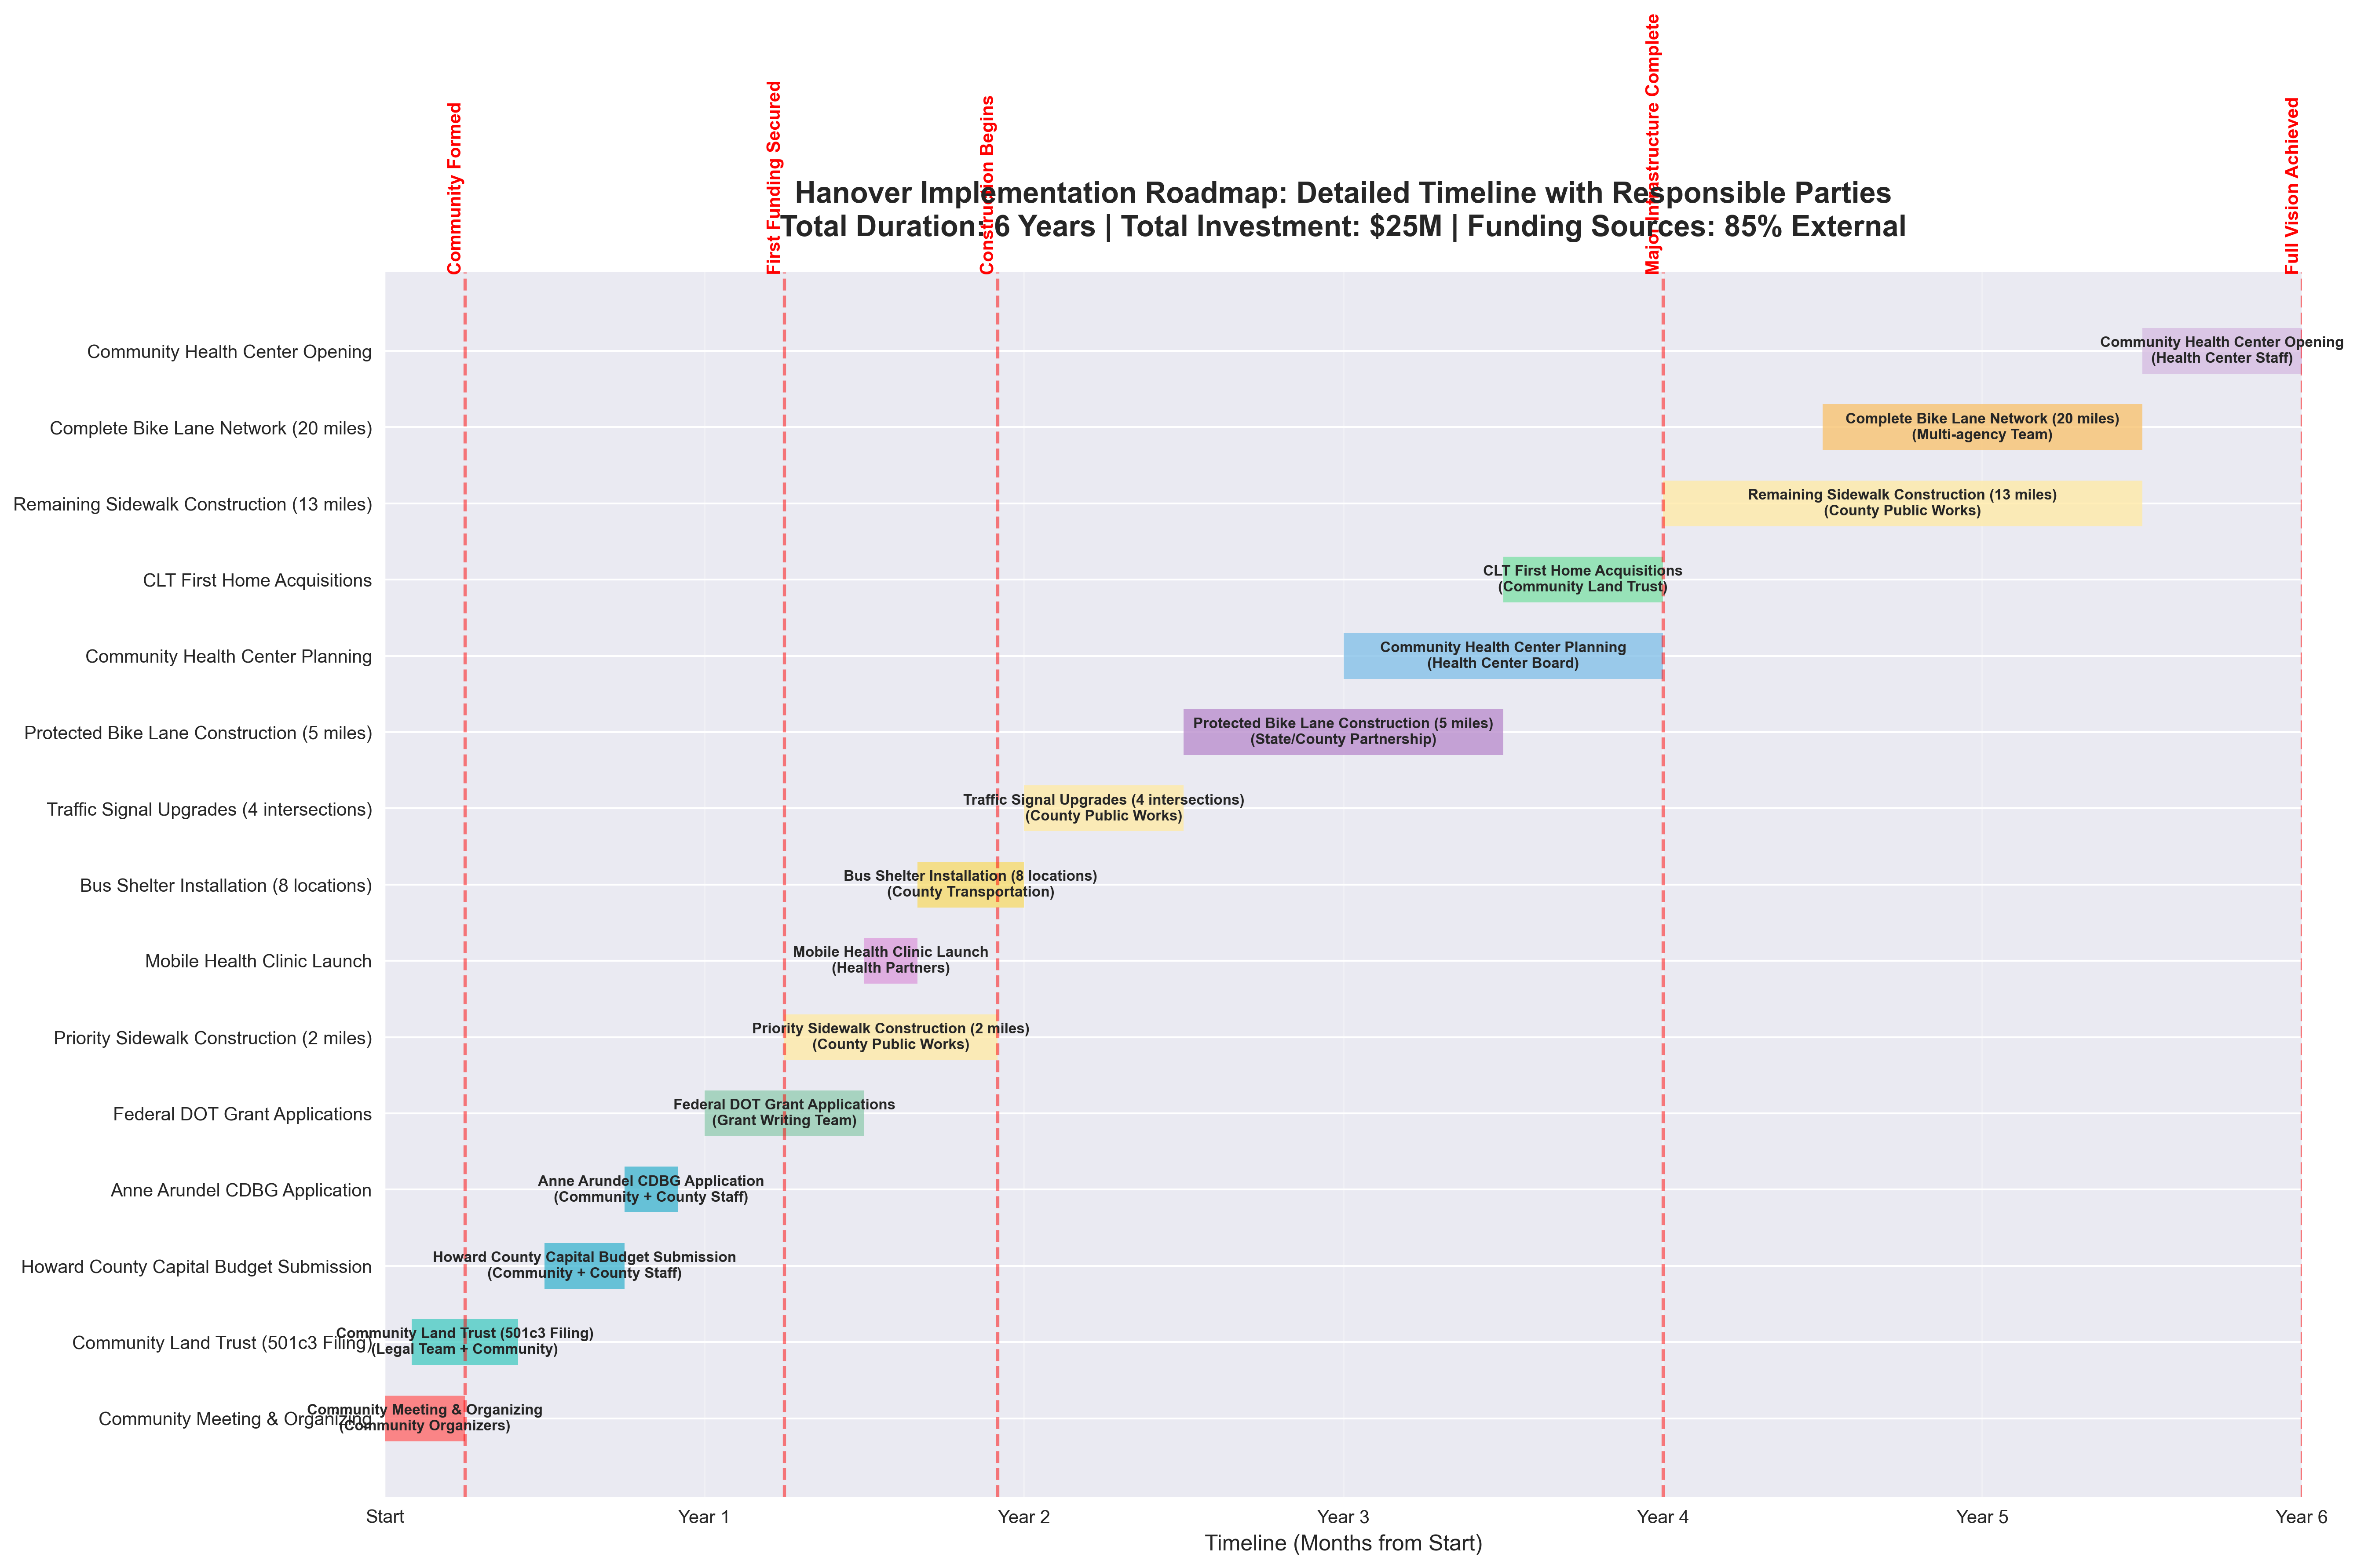 Community Formed
First Funding Secured
Construction Begins
Major Infrastructure Complete
Full Vision Achieved
Hanover Implementation Roadmap: Detailed Timeline with Responsible Parties
Total Duration: 6 Years | Total Investment: $25M | Funding Sources: 85% External
Community Health Center Opening
Community Health Center Opening
(Health Center Staff)
Complete Bike Lane Network (20 miles)
Complete Bike Lane Network (20 miles)
(Multi-agency Team)
Remaining Sidewalk Construction (13 miles)
Remaining Sidewalk Construction (13 miles)
(County Public Works)
CLT First Home Acquisitions
CLT First Home Acquisitions
(Community Land Trust)
Community Health Center Planning
Community Health Center Planning
(Health Center Board)
Protected Bike Lane Construction (5 miles)
Protected Bike Lane Construction (5 miles)
(State/County Partnership)
Traffic Signal Upgrades (4 intersections)
Traffic Signal Upgrades (4 intersections)
(County Public Works)
Bus Shelter Installation (8 locations)
Bus Shelter Installation (8 locations)
(County Transportation)
Mobile Health Clinic Launch
Mobile Health Clinic Launch
(Health Partners)
Priority Sidewalk Construction (2 miles)
Priority Sidewalk Construction (2 miles)
(County Public Works)
Federal DOT Grant Applications
Federal DOT Grant Applications
(Grant Writing Team)
Anne Arundel CDBG Application
Anne Arundel CDBG Application
(Community + County Staff)
Howard County Capital Budget Submission
Howard County Capital Budget Submission
(Community + County Staff)
Community Land Trust (501c3 Filing)
Community Land Trust (501c3 Filing)
(Legal Team + Community)
Community Meeting & Organizing
Community Meeting & Organizing
(Community Organizers)
Start
Year 1
Year 2
Year 3
Year 4
Year 5
Year 6
Timeline (Months from Start)